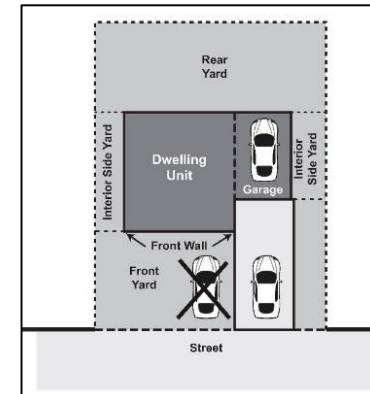 Rear
Yard
Interior Side Yard
Dwelling
Unit
Garage
Interior
Side Yard
Front Wall
Front
Yard
Street